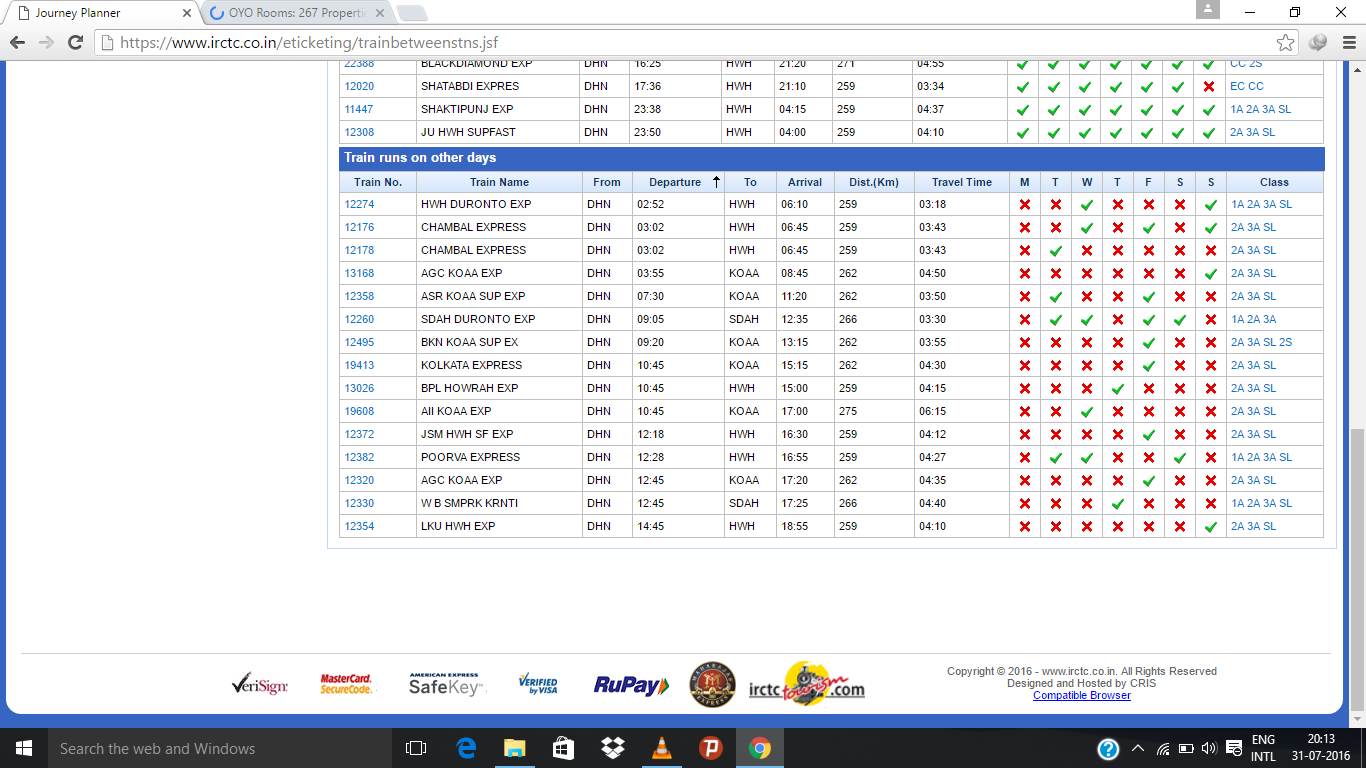 Journey Planner OYO Rooms: 267 Properti
https://www.irctc.co.in/eticketing/trainbetweenstns.jsf
22388 BLACKDIAMOND EXP DHN 16:25 HWH 21:20 271 04:55 CC 2S
12020 SHATABDI EXPRES DHN 17:36 HWH 21:10 259 03:34 EC CC
11447 SHAKTIPUNJ EXP DHN 23:38 HWH 04:15 259 04:37 1A 2A 3A SL
12308 JU HWH SUPFAST DHN 23:50 HWH 04:00 259 04:10 2A 3A SL
Train runs on other days
Train No. Train Name From Departure To Arrival Dist.(Km) Travel Time M T W T F S S Class
12274 HWH DURONTO EXP DHN 02:52 HWH 06:10 259 03:18 1A 2A 3A SL
12176 CHAMBAL EXPRESS DHN 03:02 HWH 06:45 259 03:43 2A 3A SL
12178 CHAMBAL EXPRESS DHN 03:02 HWH 06:45 259 03:43 2A 3A SL
13168 AGC KOAA EXP DHN 03:55 KOAA 08:45 262 04:50 2A 3A SL
12358 ASR KOAA SUP EXP DHN 07:30 KOAA 11:20 262 03:50 2A 3A SL
12260 SDAH DURONTO EXP DHN 09:05 SDAH 12:35 266 03:30 1A 2A 3A
12495 BKN KOAA SUP EX DHN 09:20 KOAA 13:15 262 03:55 2A 3A SL 2S
19413 KOLKATA EXPRESS DHN 10:45 KOAA 15:15 262 04:30 2A 3A SL
13026 BPL HOWRAH EXP DHN 10:45 HWH 15:00 259 04:15 2A 3A SL
19608 AII KOAA EXP DHN 10:45 KOAA 17:00 275 06:15 2A 3A SL
12372 JSM HWH SF EXP DHN 12:18 HWH 16:30 259 04:12 2A 3A SL
12382 POORVA EXPRESS DHN 12:28 HWH 16:55 259 04:27 1A 2A 3A SL
12320 AGC KOAA EXP DHN 12:45 KOAA 17:20 262 04:35 2A 3A SL
12330 W B SMPRK KRNTI DHN 12:45 SDAH 17:25 266 04:40 1A 2A 3A SL
12354 LKU HWH EXP DHN 14:45 HWH 18:55 259 04:10 2A 3A SL
VeriSign MasterCard. SecureCode. AMERICAN EXPRESS SafeKey VERIFIED by VISA RuPay MAHARAJAS EXPRESS irctc tourism .com
Copyright © 2016 - www.irctc.co.in. All Rights Reserved
Designed and Hosted by CRIS
Compatible Browser
Search the web and Windows ENG 20:13
INTL 31-07-2016